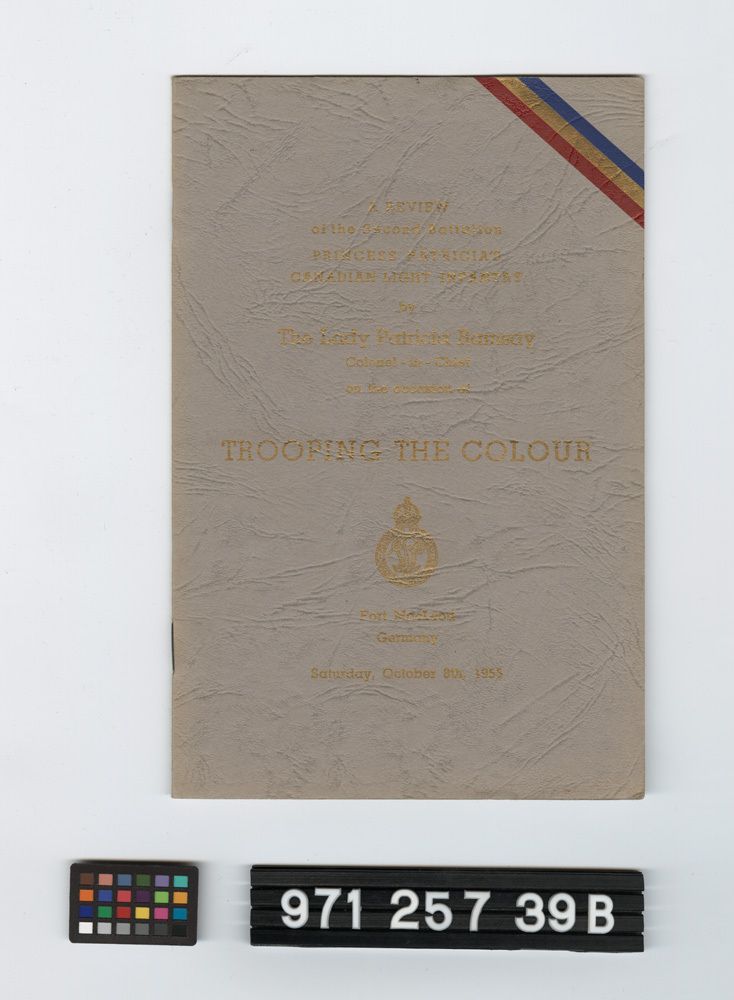 A REVIEW
of the Second Battalion
PRINCESS PATRICIA'S
CANADIAN LIGHT INFANTRY
by
The Lady Patricia Ramsay
Colonel-in-Chief
on the occasion of
TROOPING THE COLOUR
Fort MacLeod
Germany
Saturday, October 8th, 1955
971 257 39B